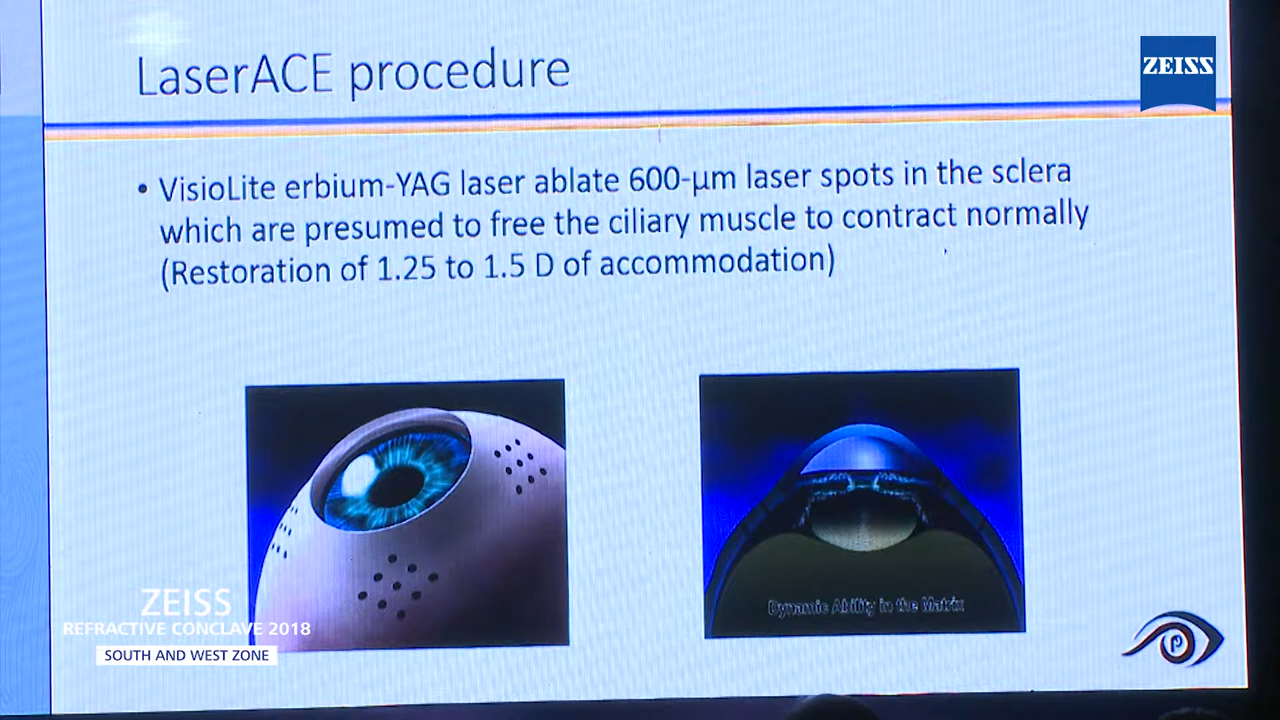 LaserACE procedure
ZEISS
• VisioLite erbium-YAG laser ablate 600-µm laser spots in the sclera
which are presumed to free the ciliary muscle to contract normally
(Restoration of 1.25 to 1.5 D of accommodation)
Dynamic Ability in the Matrix
ZEISS
REFRACTIVE CONCLAVE 2018
SOUTH AND WEST ZONE